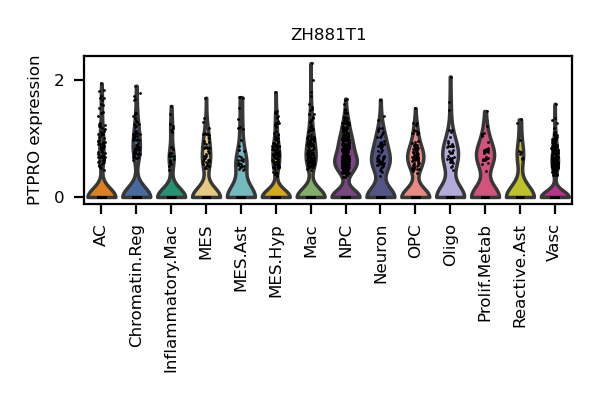 ZH881T1
PTPRO expression
2
0
AC
Chromatin.Reg
Inflammatory.Mac
MES
MES.Ast
MES.Hyp
Mac
NPC
Neuron
OPC
Oligo
Prolif.Metab
Reactive.Ast
Vasc